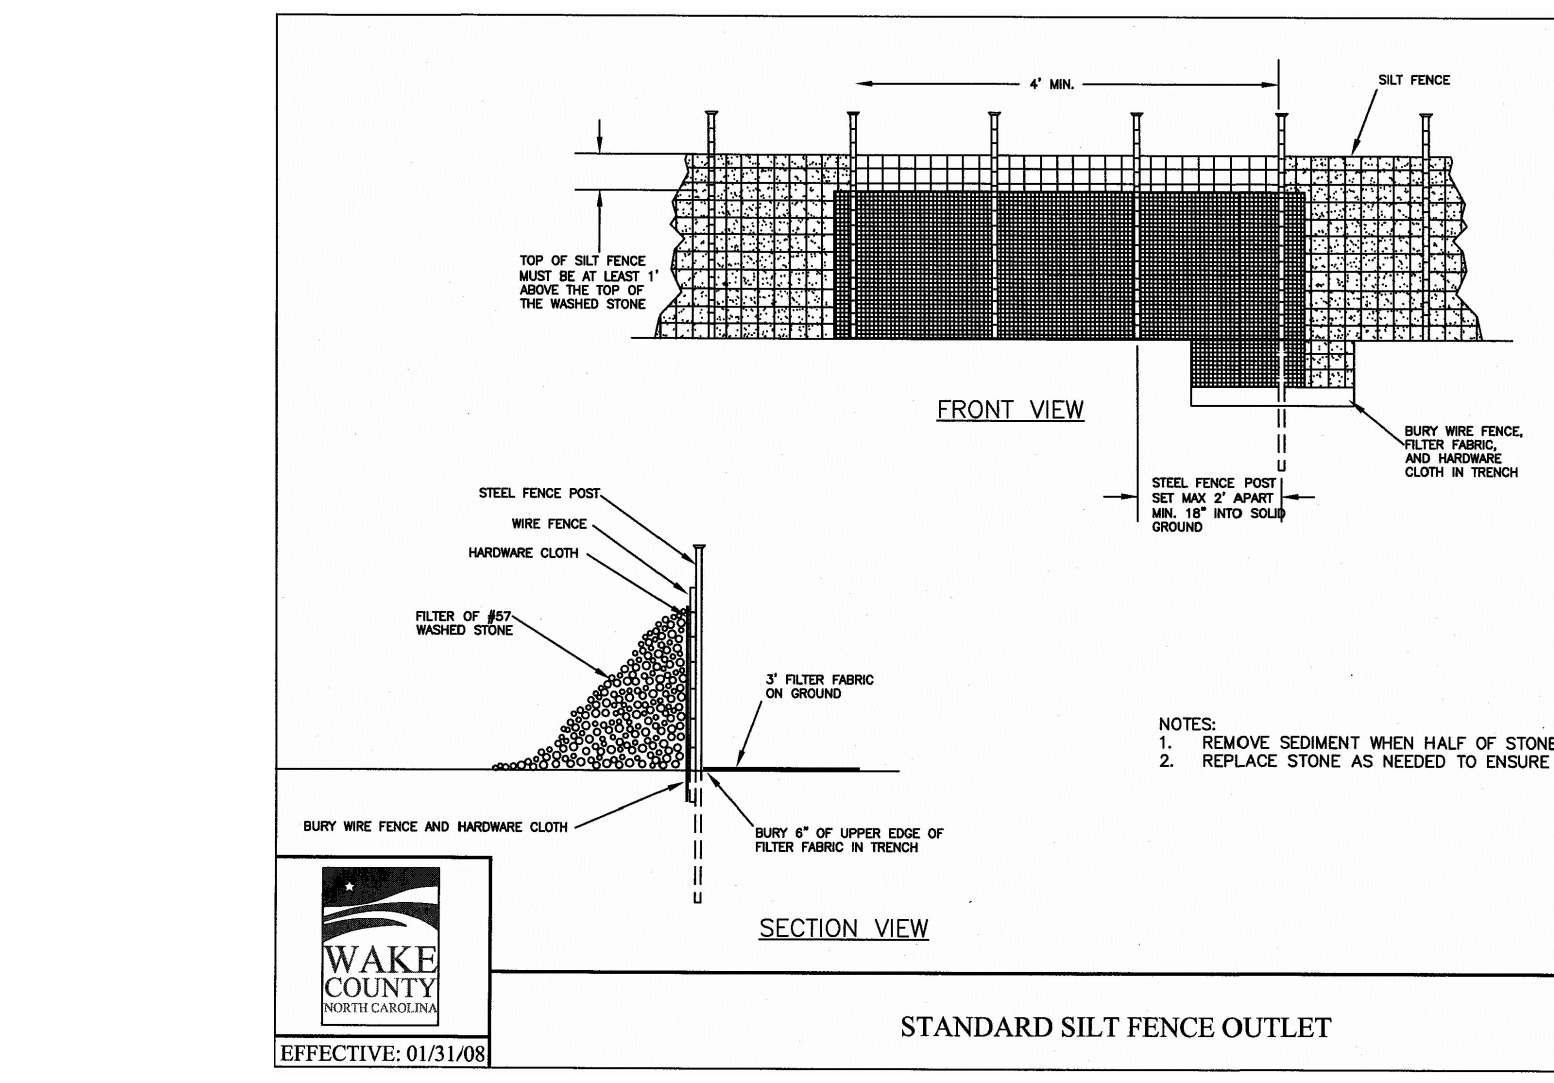 4' MIN.
SILT FENCE
TOP OF SILT FENCE
MUST BE AT LEAST 1'
ABOVE THE TOP OF
THE WASHED STONE
FRONT VIEW
BURY WIRE FENCE,
FILTER FABRIC,
AND HARDWARE
CLOTH IN TRENCH
STEEL FENCE POST
SET MAX 2' APART
MIN. 18" INTO SOLID
GROUND
STEEL FENCE POST
WIRE FENCE
HARDWARE CLOTH
FILTER OF #57
WASHED STONE
3' FILTER FABRIC
ON GROUND
NOTES:
1. REMOVE SEDIMENT WHEN HALF OF STONE
2. REPLACE STONE AS NEEDED TO ENSURE
BURY WIRE FENCE AND HARDWARE CLOTH
BURY 6" OF UPPER EDGE OF
FILTER FABRIC IN TRENCH
SECTION VIEW
WAKE
COUNTY
NORTH CAROLINA
EFFECTIVE: 01/31/08
STANDARD SILT FENCE OUTLET